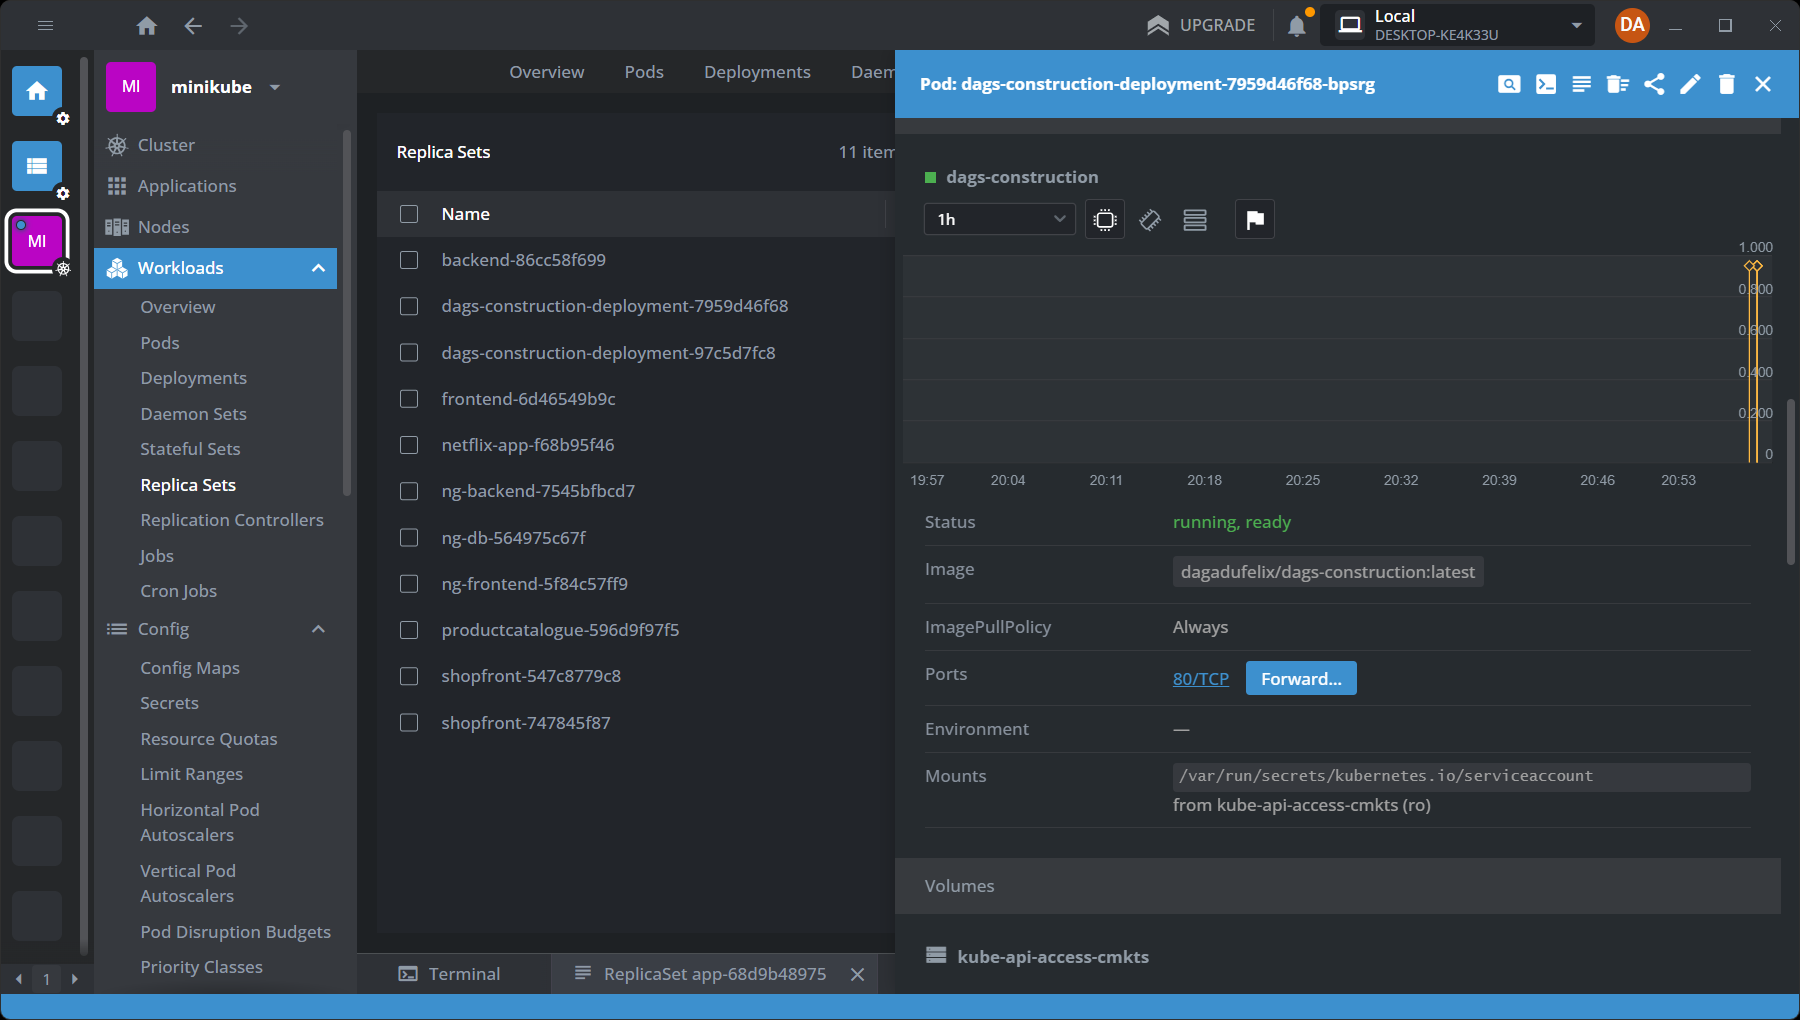 UPGRADE
Local
DESKTOP-KE4K33U
DA
MI
minikube
Cluster
Applications
Nodes
MI
Workloads
Overview
Pods
Deployments
Daemon Sets
Stateful Sets
Replica Sets
Replication Controllers
Jobs
Cron Jobs
Config
Config Maps
Secrets
Resource Quotas
Limit Ranges
Horizontal Pod
Autoscalers
Vertical Pod
Autoscalers
Pod Disruption Budgets
Priority Classes
1
Overview Pods Deployments Daem
Replica Sets
11 item
Name
backend-86cc58f699
dags-construction-deployment-7959d46f68
dags-construction-deployment-97c5d7fc8
frontend-6d46549b9c
netflix-app-f68b95f46
ng-backend-7545bfbcd7
ng-db-564975c67f
ng-frontend-5f84c57ff9
productcatalogue-596d9f97f5
shopfront-547c8779c8
shopfront-747845f87
Terminal
ReplicaSet app-68d9b48975
Pod: dags-construction-deployment-7959d46f68-bpsrg
dags-construction
1h
1.000
0.800
0.600
0.400
0.200
0
19:57 20:04 20:11 20:18 20:25 20:32 20:39 20:46 20:53
Status running, ready
Image dagadufelix/dags-construction:latest
ImagePullPolicy Always
Ports 80/TCP Forward...
Environment —
Mounts /var/run/secrets/kubernetes.io/serviceaccount
from kube-api-access-cmkts (ro)
Volumes
kube-api-access-cmkts